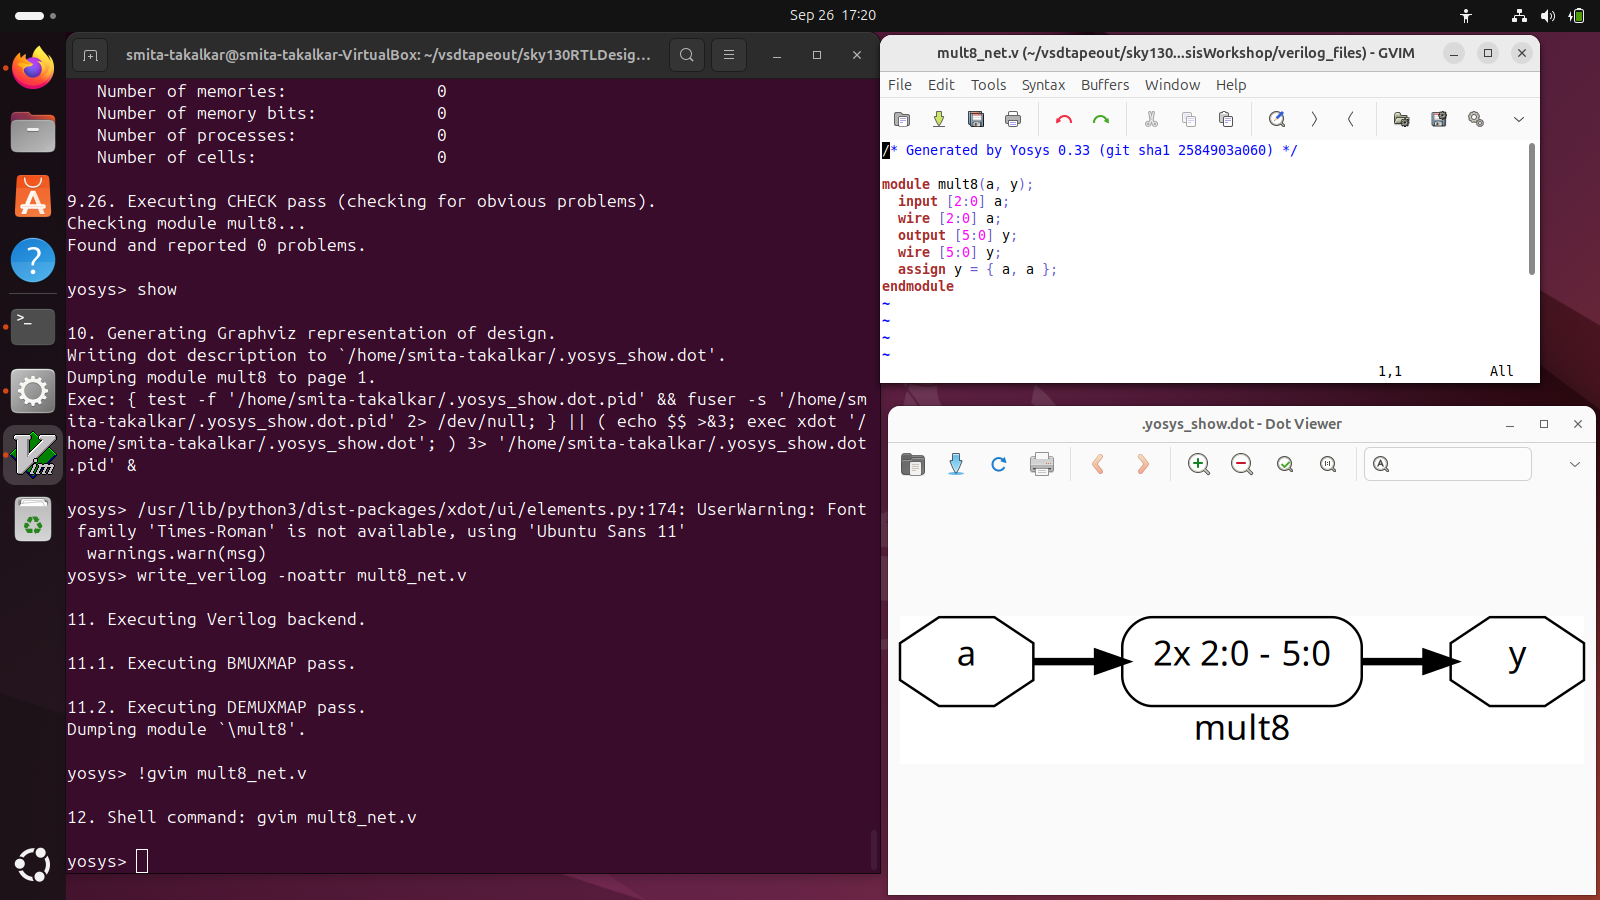 Sep 26  17:20
smita-takalkar@smita-takalkar-VirtualBox: ~/vsdtapeout/sky130RTLDesig...
   Number of memories:               0
   Number of memory bits:            0
   Number of processes:              0
   Number of cells:                  0
9.26. Executing CHECK pass (checking for obvious problems).
Checking module mult8...
Found and reported 0 problems.
yosys> show
10. Generating Graphviz representation of design.
Writing dot description to `/home/smita-takalkar/.yosys_show.dot'.
Dumping module mult8 to page 1.
Exec: { test -f '/home/smita-takalkar/.yosys_show.dot.pid' && fuser -s '/home/sm
ita-takalkar/.yosys_show.dot.pid' 2> /dev/null; } || ( echo $$ >&3; exec xdot '/
home/smita-takalkar/.yosys_show.dot'; ) 3> '/home/smita-takalkar/.yosys_show.dot
.pid' &
yosys> /usr/lib/python3/dist-packages/xdot/ui/elements.py:174: UserWarning: Font
 family 'Times-Roman' is not available, using 'Ubuntu Sans 11'
  warnings.warn(msg)
yosys> write_verilog -noattr mult8_net.v
11. Executing Verilog backend.
11.1. Executing BMUXMAP pass.
11.2. Executing DEMUXMAP pass.
Dumping module `\mult8'.
yosys> !gvim mult8_net.v
12. Shell command: gvim mult8_net.v
yosys>
mult8_net.v (~/vsdtapeout/sky130...sisWorkshop/verilog_files) - GVIM
File Edit Tools Syntax Buffers Window Help
/* Generated by Yosys 0.33 (git sha1 2584903a060) */
module mult8(a, y);
  input [2:0] a;
  wire [2:0] a;
  output [5:0] y;
  wire [5:0] y;
  assign y = { a, a };
endmodule
~
~
~
~
1,1 All
.yosys_show.dot - Dot Viewer
a 2x 2:0 - 5:0 y
mult8